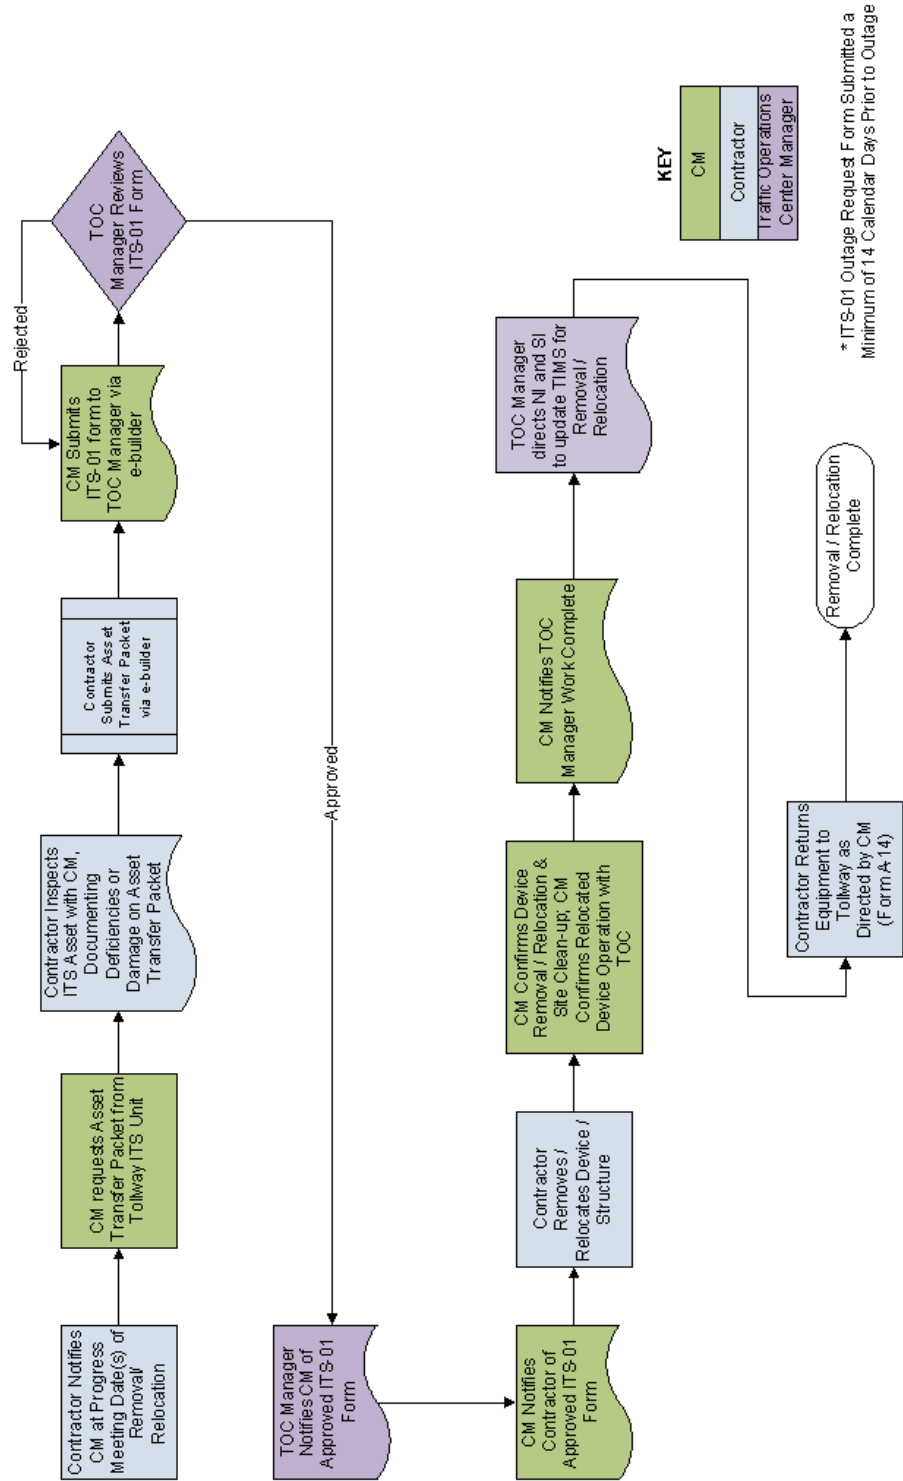 Contractor Notifies
CM at Progress
Meeting Date(s) of
Removal/
Relocation
CM requests Asset
Transfer Packet from
Tollway ITS Unit
Contractor Inspects
ITS Asset with CM,
Documenting
Deficiencies or
Damage on Asset
Transfer Packet
Contractor
Submits Asset
Transfer Packet
via e-builder
CM Submits
ITS-01 form to
TOC Manager via
e-builder
Rejected
TOC
Manager Reviews
ITS-01 Form
Approved
TOC Manager
Notifies CM of
Approved ITS-01
Form
CM Notifies
Contractor of
Approved ITS-01
Form
Contractor
Removes /
Relocates Device /
Structure
CM Confirms Device
Removal / Relocation &
Site Clean-up; CM
Confirms Relocated
Device Operation with
TOC
CM Notifies TOC
Manager Work Complete
TOC Manager
directs NI and SI
to update TIMS for
Removal /
Relocation
Contractor Returns
Equipment to
Tollway as
Directed by CM
(Form A-14)
Removal / Relocation
Complete
KEY
CM
Contractor
Traffic Operations
Center Manager
* ITS-01 Outage Request Form Submitted a
Minimum of 14 Calendar Days Prior to Outage